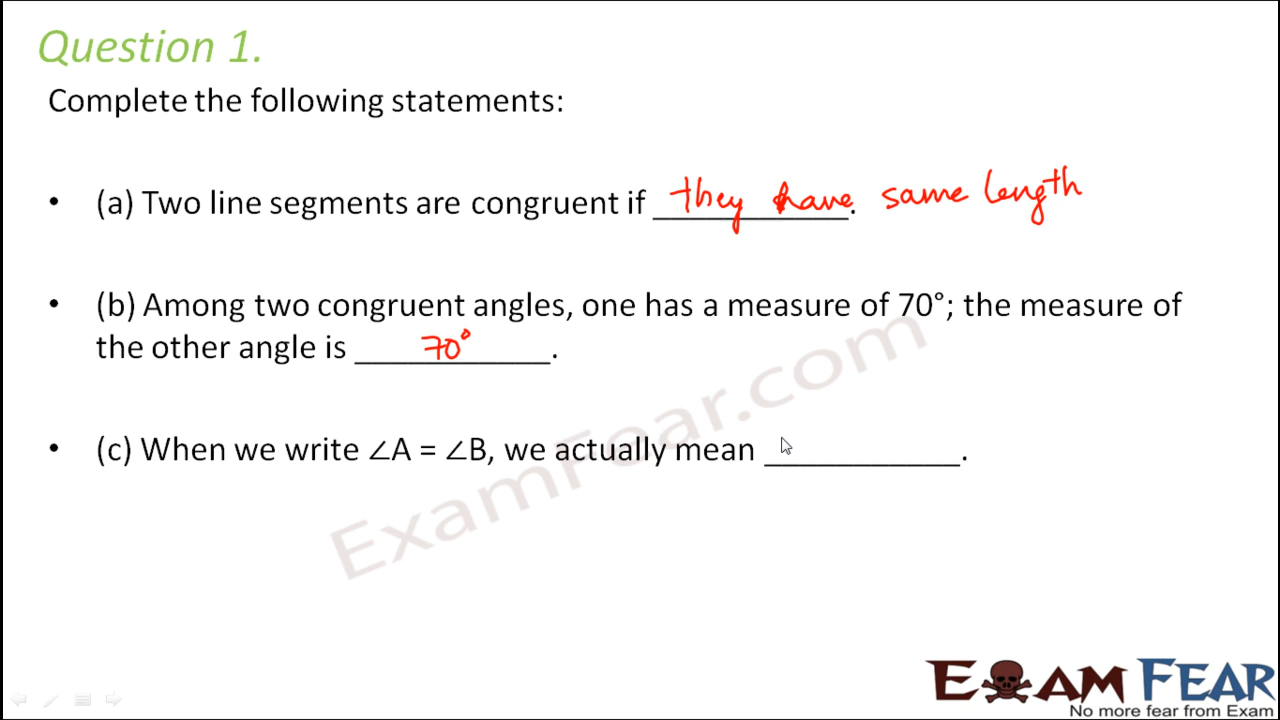 Question 1.
Complete the following statements:
• (a) Two line segments are congruent if they have same length.
• (b) Among two congruent angles, one has a measure of 70°; the measure of
the other angle is 70°.
• (c) When we write ∠A = ∠B, we actually mean ___________.
ExamFear.com
EXAM FEAR
No more fear from Exam